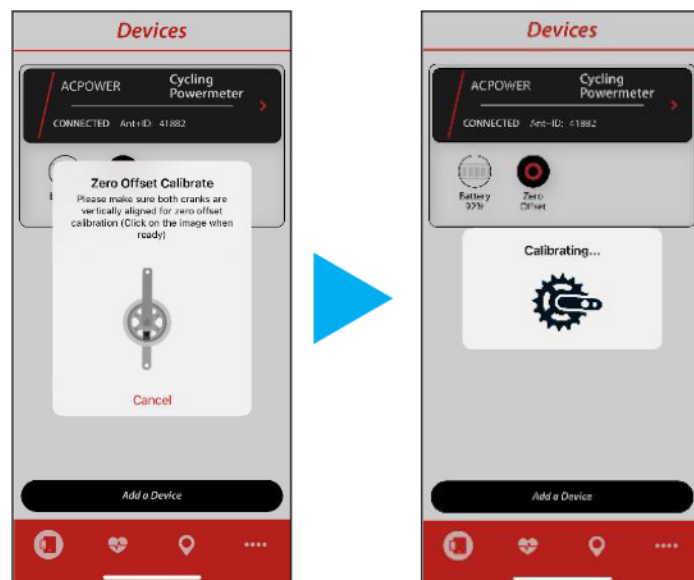 Devices
ACPOWER
Cycling
Powermeter
CONNECTED Ant+ID: 41882
Zero Offset Calibrate
Please make sure both cranks are
vertically aligned for zero offset
calibration (Click on the image when
ready)
Cancel
Add a Device
Devices
ACPOWER
Cycling
Powermeter
CONNECTED Ant+ID: 41882
Battery
92%
Zero
Offset
Calibrating...
Add a Device